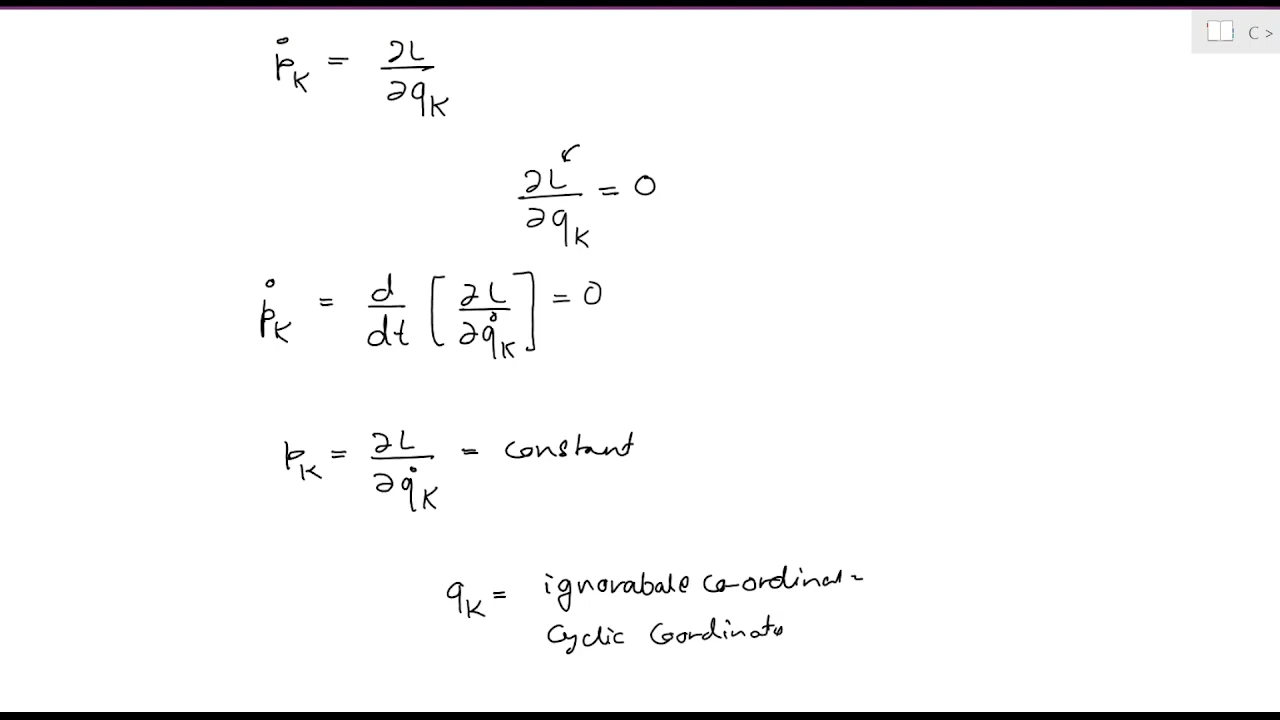 C >
ṗ_K = ∂L/∂q_K
∂L/∂q_K = 0
ṗ_K = d/dt [∂L/∂q̇_K] = 0
p_K = ∂L/∂q̇_K = constant
q_K = ignorabale co-ordinate
cyclic coordinate